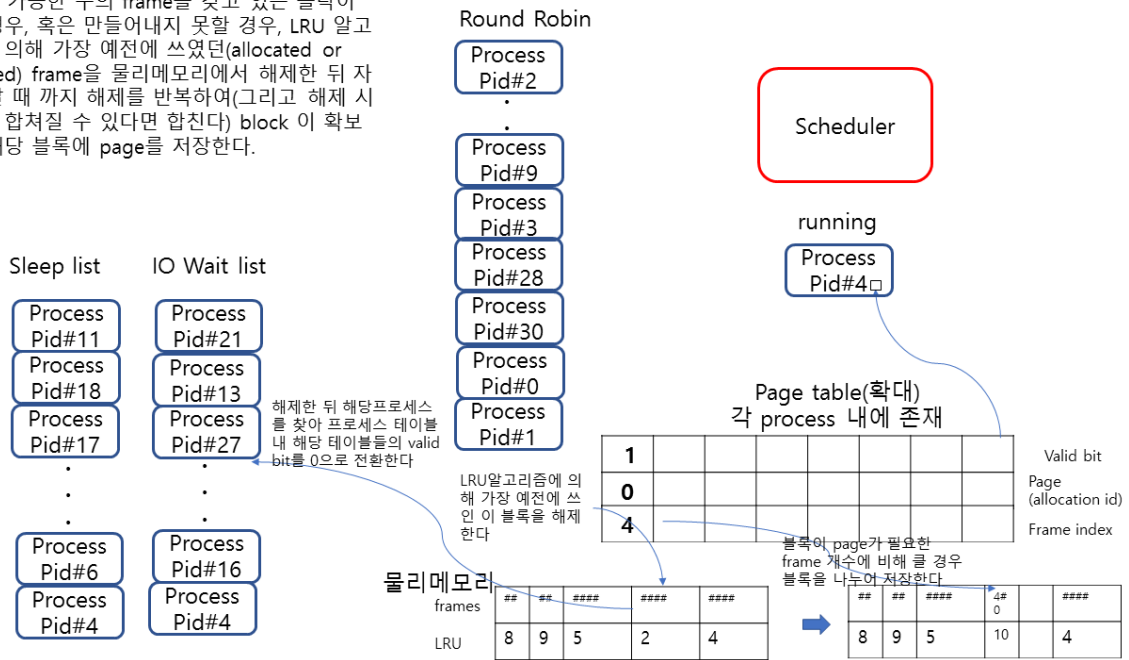 가능한 수의 frame을 갖고 있는 블럭이
경우, 혹은 만들어내지 못할 경우, LRU 알고
의해 가장 예전에 쓰였던(allocated or
ed) frame을 물리메모리에서 해제한 뒤 자
할 때 까지 해제를 반복하여(그리고 해제 시
합쳐질 수 있다면 합친다) block 이 확보
해당 블록에 page를 저장한다.
Round Robin
Process
Pid#2
Process
Pid#9
Process
Pid#3
Process
Pid#28
Process
Pid#30
Process
Pid#0
Process
Pid#1
Scheduler
running
Process
Pid#4
Sleep list
Process
Pid#11
Process
Pid#18
Process
Pid#17
Process
Pid#6
Process
Pid#4
IO Wait list
Process
Pid#21
Process
Pid#13
Process
Pid#27
Process
Pid#16
Process
Pid#4
해제한 뒤 해당프로세스
를 찾아 프로세스 테이블
내 해당 테이블들의 valid
bit를 0으로 전환한다
Page table(확대)
각 process 내에 존재
1 Valid bit
0 Page
(allocation id)
4 Frame index
LRU알고리즘에 의
해 가장 예전에 쓰
인 이 블록을 해제
한다
블록이 page가 필요한
frame 개수에 비해 클 경우
블록을 나누어 저장한다
물리메모리
frames ## ## #### #### ####
LRU 8 9 5 2 4
## ## #### 4# ####
0
8 9 5 10 4